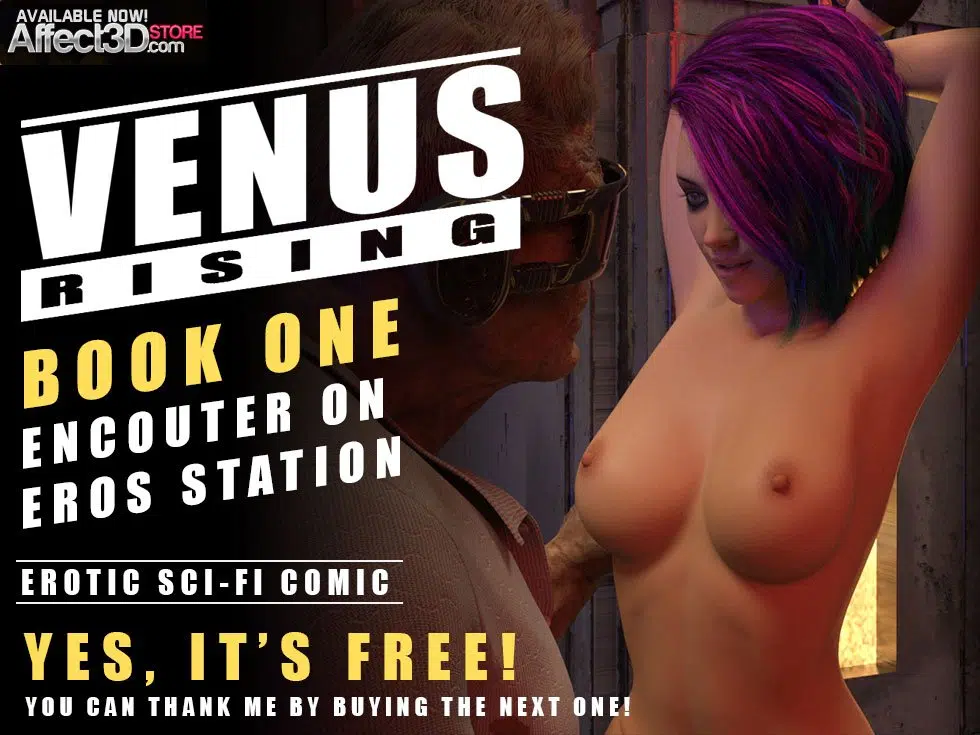 AVAILABLE NOW!
Affect3D STORE .com
VENUS
RISING
BOOK ONE
ENCOUTER ON
EROS STATION
EROTIC SCI-FI COMIC
YES, IT'S FREE!
YOU CAN THANK ME BY BUYING THE NEXT ONE!